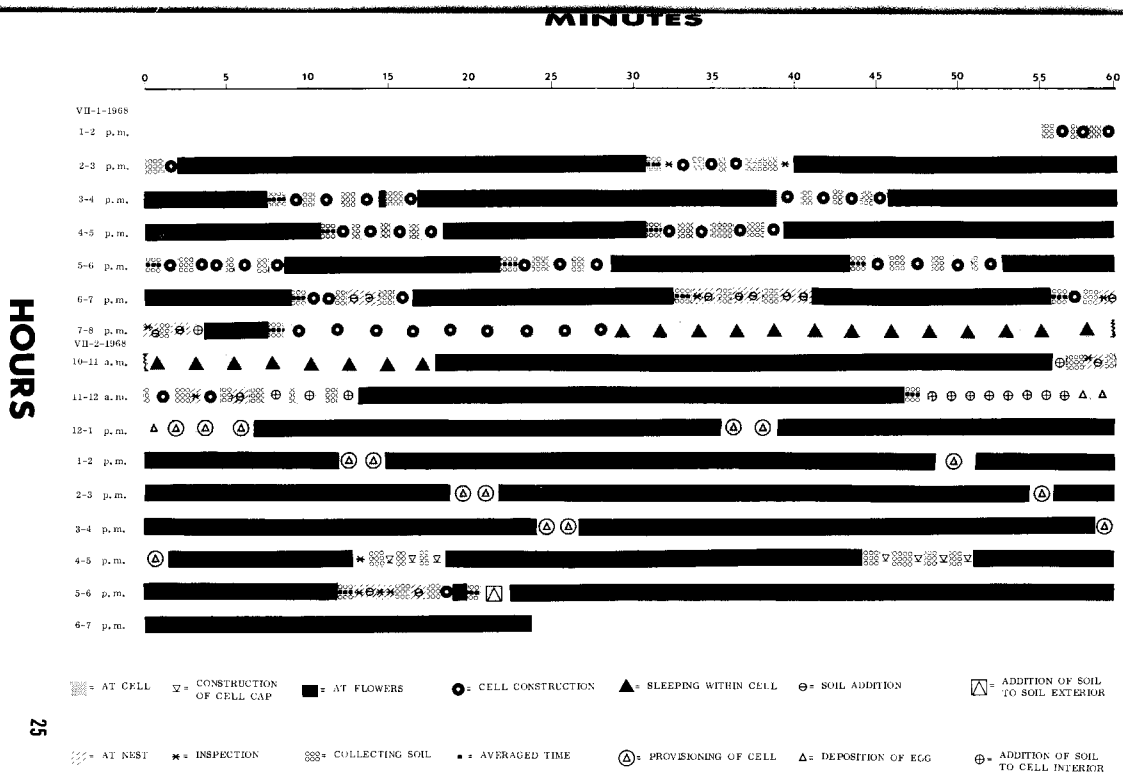 MINUTES
0 5 10 15 20 25 30 35 40 45 50 55 60
VII-1-1968
1-2 p.m.
2-3 p.m.
3-4 p.m.
4-5 p.m.
5-6 p.m.
6-7 p.m.
7-8 p.m.
VII-2-1968
10-11 a.m.
11-12 a.m.
12-1 p.m.
1-2 p.m.
2-3 p.m.
3-4 p.m.
4-5 p.m.
5-6 p.m.
6-7 p.m.
HOURS
= AT CELL
= CONSTRUCTION
OF CELL CAP
= AT FLOWERS
= CELL CONSTRUCTION
= SLEEPING WITHIN CELL
= SOIL ADDITION
= ADDITION OF SOIL
TO SOIL EXTERIOR
= AT NEST
= INSPECTION
= COLLECTING SOIL
= AVERAGED TIME
= PROVISIONING OF CELL
= DEPOSITION OF EGG
= ADDITION OF SOIL
TO CELL INTERIOR
25